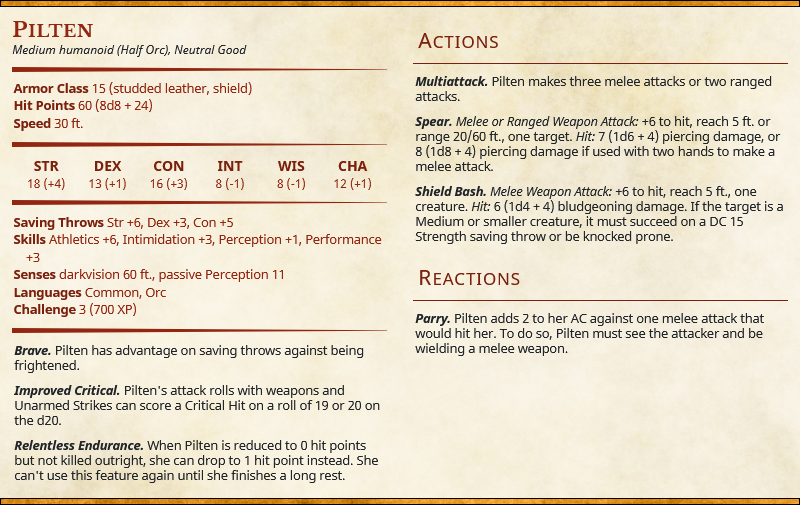 PILTEN
Medium humanoid (Half Orc), Neutral Good
Armor Class 15 (studded leather, shield)
Hit Points 60 (8d8 + 24)
Speed 30 ft.
STR DEX CON INT WIS CHA
18 (+4) 13 (+1) 16 (+3) 8 (-1) 8 (-1) 12 (+1)
Saving Throws Str +6, Dex +3, Con +5
Skills Athletics +6, Intimidation +3, Perception +1, Performance
+3
Senses darkvision 60 ft., passive Perception 11
Languages Common, Orc
Challenge 3 (700 XP)
Brave. Pilten has advantage on saving throws against being
frightened.
Improved Critical. Pilten's attack rolls with weapons and
Unarmed Strikes can score a Critical Hit on a roll of 19 or 20 on
the d20.
Relentless Endurance. When Pilten is reduced to 0 hit points
but not killed outright, she can drop to 1 hit point instead. She
can't use this feature again until she finishes a long rest.
ACTIONS
Multiattack. Pilten makes three melee attacks or two ranged
attacks.
Spear. Melee or Ranged Weapon Attack: +6 to hit, reach 5 ft. or
range 20/60 ft., one target. Hit: 7 (1d6 + 4) piercing damage, or
8 (1d8 + 4) piercing damage if used with two hands to make a
melee attack.
Shield Bash. Melee Weapon Attack: +6 to hit, reach 5 ft., one
creature. Hit: 6 (1d4 + 4) bludgeoning damage. If the target is a
Medium or smaller creature, it must succeed on a DC 15
Strength saving throw or be knocked prone.
REACTIONS
Parry. Pilten adds 2 to her AC against one melee attack that
would hit her. To do so, Pilten must see the attacker and be
wielding a melee weapon.